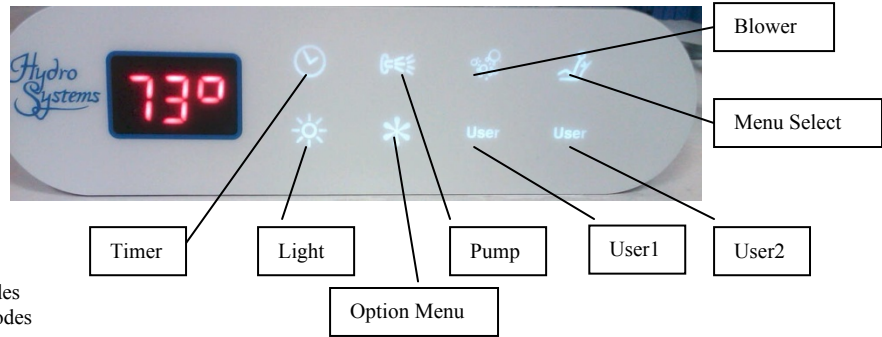 Blower
Hydro
Systems
73°
Menu Select
User
User
Timer
Light
Pump
User1
User2
Option Menu